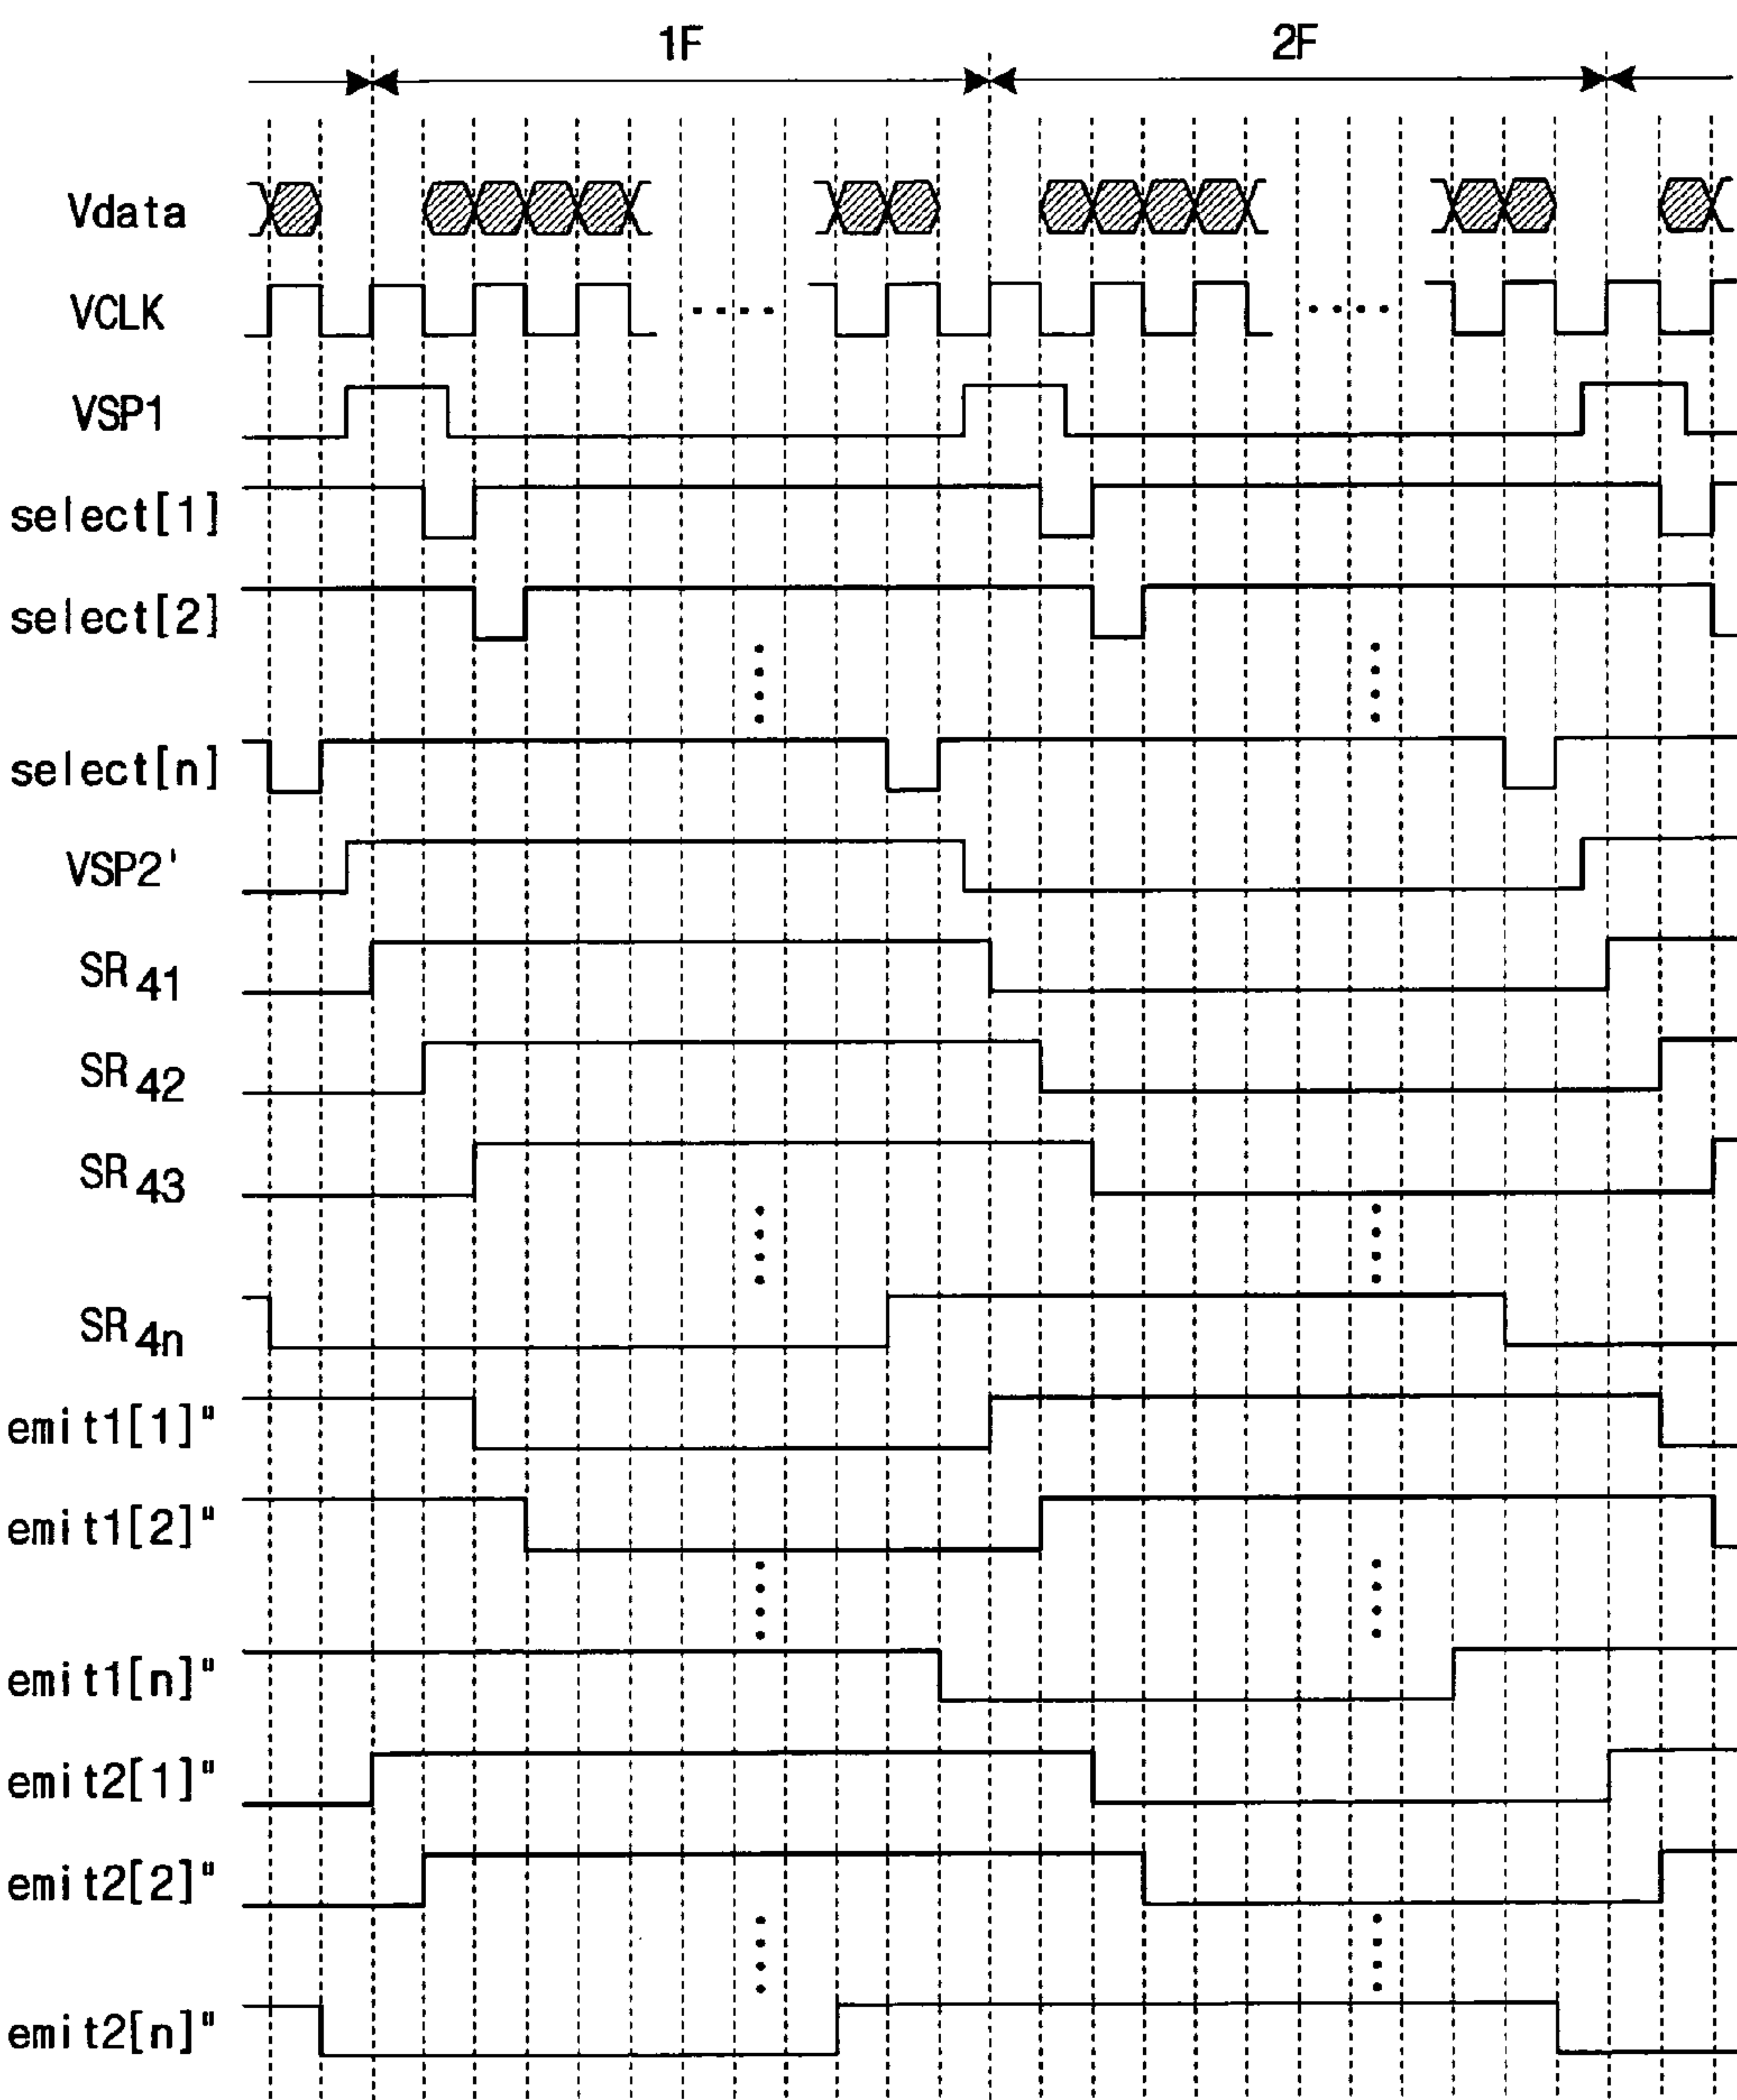 1F 2F
Vdata
VCLK
VSP1
select[1]
select[2]
select[n]
VSP2'
SR41
SR42
SR43
SR4n
emit1[1]"
emit1[2]"
emit1[n]"
emit2[1]"
emit2[2]"
emit2[n]"